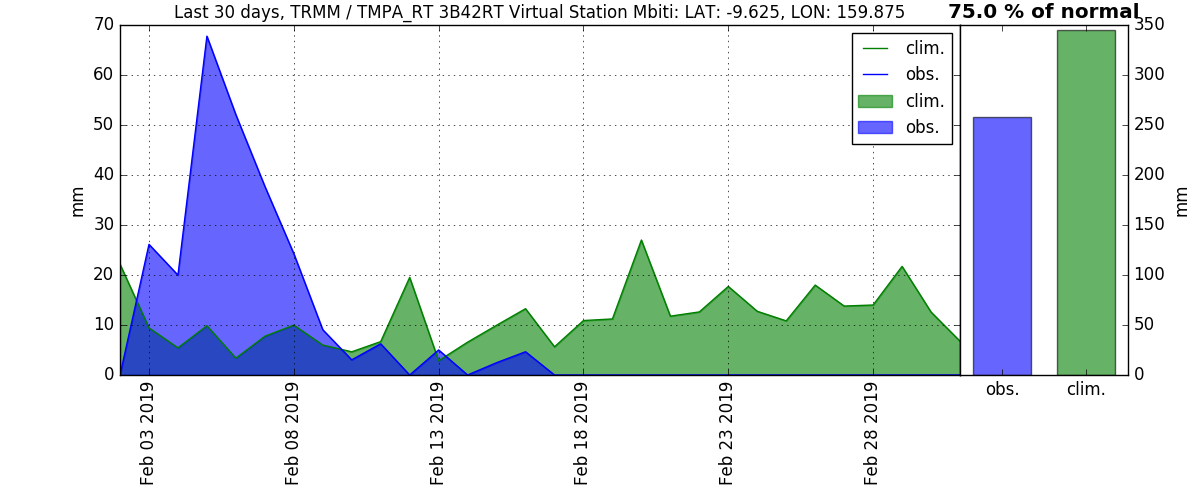 Last 30 days, TRMM / TMPA_RT 3B42RT Virtual Station Mbiti: LAT: -9.625, LON: 159.875
75.0 % of normal
70
60
50
40
30
20
10
0
mm
clim.
obs.
clim.
obs.
Feb 03 2019
Feb 08 2019
Feb 13 2019
Feb 18 2019
Feb 23 2019
Feb 28 2019
350
300
250
200
150
100
50
0
mm
obs.
clim.